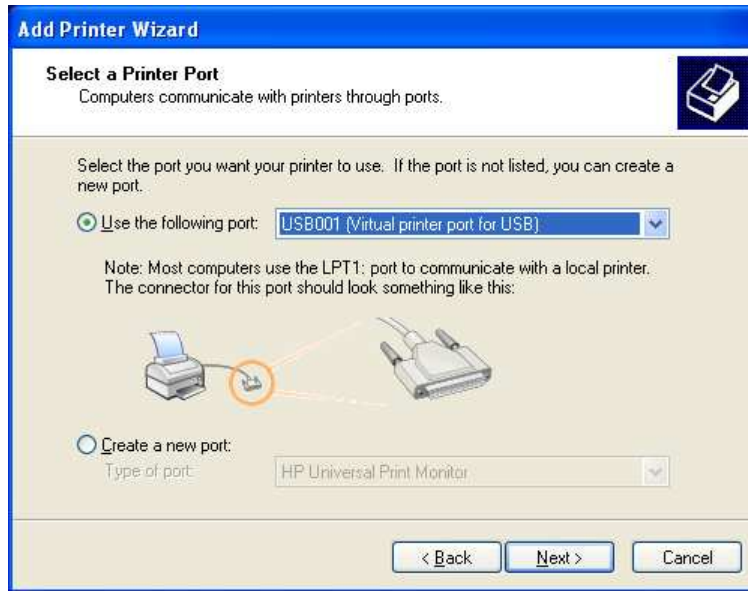 Add Printer Wizard
Select a Printer Port
Computers communicate with printers through ports.
Select the port you want your printer to use. If the port is not listed, you can create a
new port.
Use the following port: USB001 (Virtual printer port for USB)
Note: Most computers use the LPT1: port to communicate with a local printer.
The connector for this port should look something like this:
Create a new port:
Type of port: HP Universal Print Monitor
< Back Next > Cancel